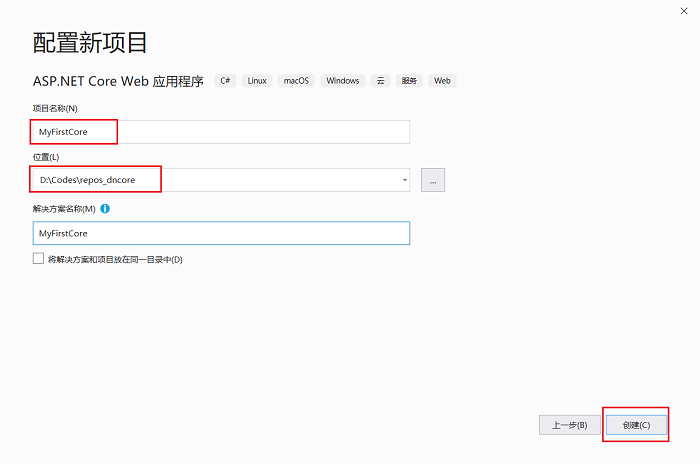 配置新项目
ASP.NET Core Web 应用程序 C# Linux macOS Windows 云 服务 Web
项目名称(N)
MyFirstCore
位置(L)
D:\Codes\repos_dncore ...
解决方案名称(M)
MyFirstCore
将解决方案和项目放在同一目录中(D)
上一步(B) 创建(C)